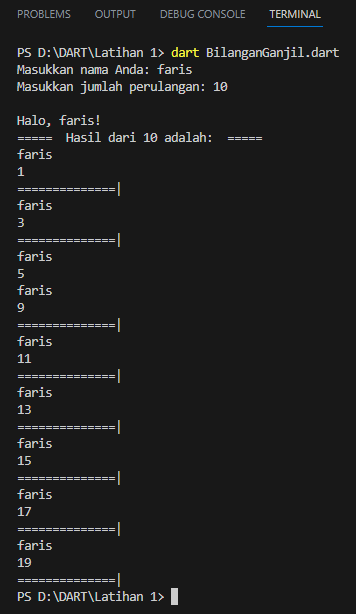 PROBLEMS OUTPUT DEBUG CONSOLE TERMINAL
PS D:\DART\Latihan 1> dart BilanganGanjil.dart
Masukkan nama Anda: faris
Masukkan jumlah perulangan: 10
Halo, faris!
=====  Hasil dari 10 adalah:  =====
faris
1
==============|
faris
3
==============|
faris
5
faris
9
==============|
faris
11
==============|
faris
13
==============|
faris
15
==============|
faris
17
==============|
faris
19
==============|
PS D:\DART\Latihan 1>